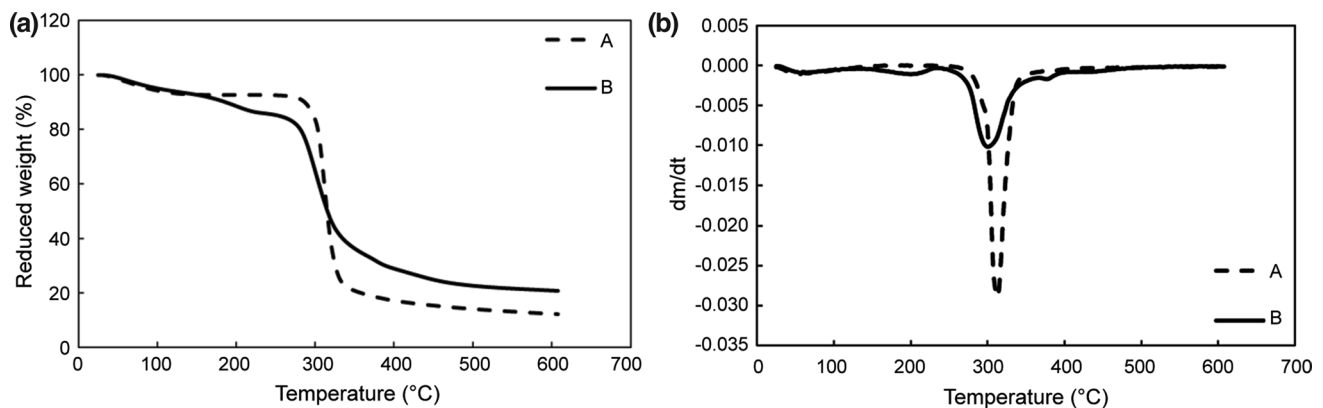 (a)
120
100
80
60
40
20
0
Reduced weight (%)
A
B
0 100 200 300 400 500 600 700
Temperature (°C)
(b)
0.005
0.000
-0.005
-0.010
-0.015
-0.020
-0.025
-0.030
-0.035
dm/dt
A
B
0 100 200 300 400 500 600 700
Temperature (°C)